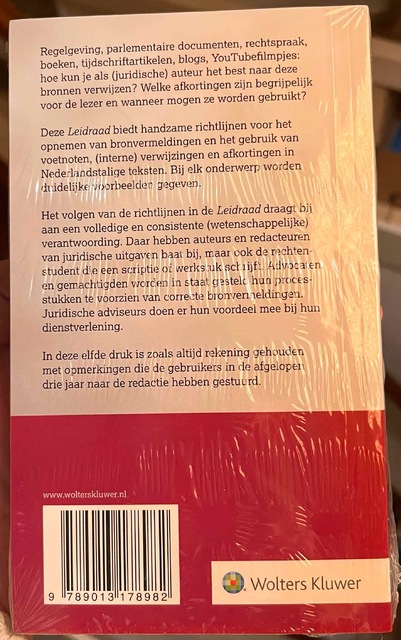 Regelgeving, parlementaire documenten, rechtspraak,
boeken, tijdschriftartikelen, blogs, YouTubefilmpjes:
hoe kun je als (juridische) auteur het best naar deze
bronnen verwijzen? Welke afkortingen zijn begrijpelijk
voor de lezer en wanneer mogen ze worden gebruikt?
Deze Leidraad biedt handzame richtlijnen voor het
opnemen van bronvermeldingen en het gebruik van
voetnoten, (interne) verwijzingen en afkortingen in
Nederlandstalige teksten. Bij elk onderwerp worden
duidelijke voorbeelden gegeven.
Het volgen van de richtlijnen in de Leidraad draagt bij
aan een volledige en consistente (wetenschappelijke)
verantwoording. Daar hebben auteurs en redacteuren
van juridische uitgaven baat bij, maar ook de rechten-
student die een scriptie of werkstuk schrijft. Advocaten
en gemachtigden worden in staat gesteld hun proces-
stukken te voorzien van correcte bronvermeldingen.
Juridische adviseurs doen er hun voordeel mee bij hun
dienstverlening.
In deze elfde druk is zoals altijd rekening gehouden
met opmerkingen die de gebruikers in de afgelopen
drie jaar naar de redactie hebben gestuurd.
www.wolterskluwer.nl
9 789013 178982
Wolters Kluwer